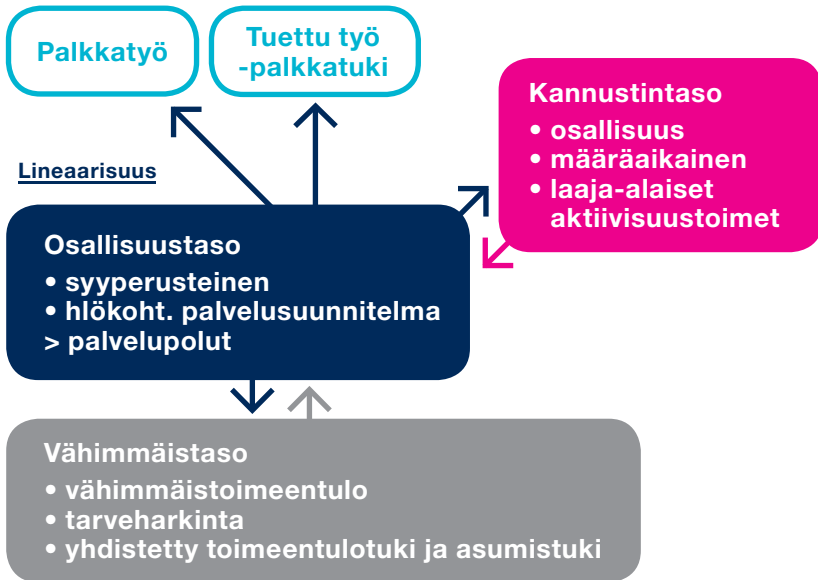 Palkkatyö
Tuettu työ
-palkkatuki
Kannustintaso
• osallisuus
• määräaikainen
• laaja-alaiset
aktiivisuustoimet
Lineaarisuus
Osallisuustaso
• syyperusteinen
• hlökoht. palvelusuunnitelma
> palvelupolut
Vähimmäistaso
• vähimmäistoimeentulo
• tarveharkinta
• yhdistetty toimeentulotuki ja asumistuki